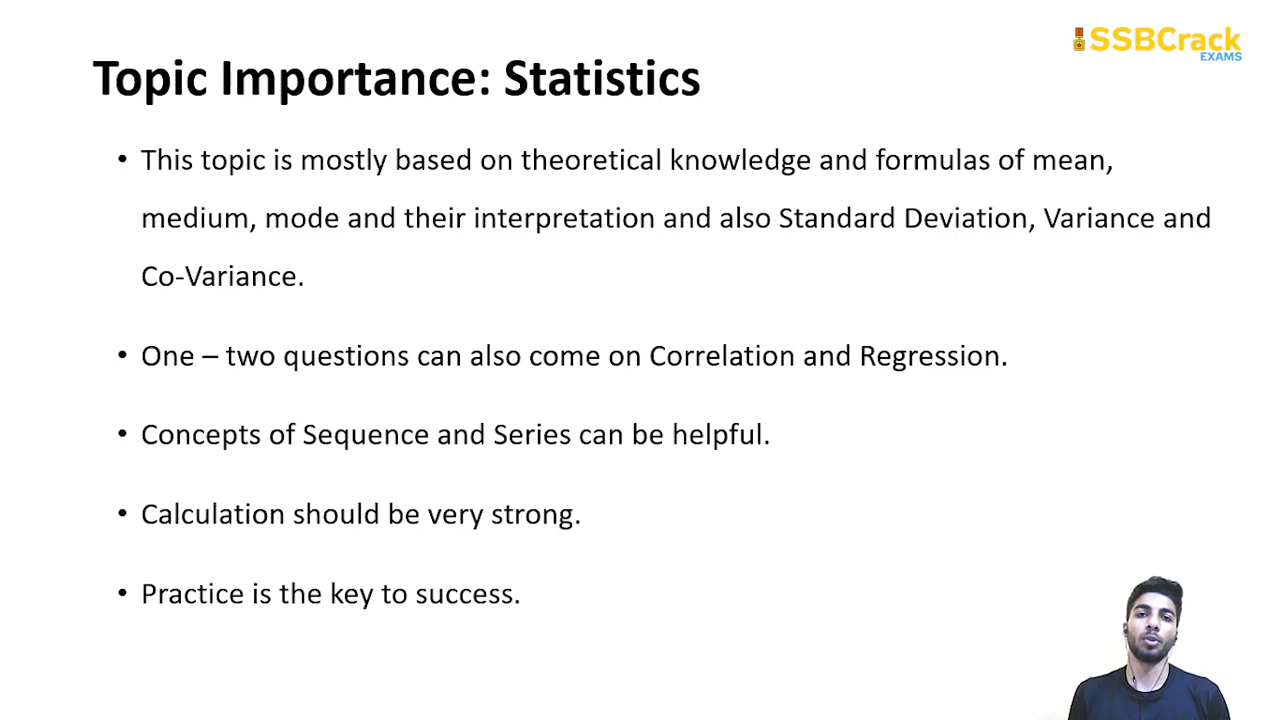 SSBCrack
EXAMS
Topic Importance: Statistics
• This topic is mostly based on theoretical knowledge and formulas of mean,
medium, mode and their interpretation and also Standard Deviation, Variance and
Co-Variance.
• One – two questions can also come on Correlation and Regression.
• Concepts of Sequence and Series can be helpful.
• Calculation should be very strong.
• Practice is the key to success.